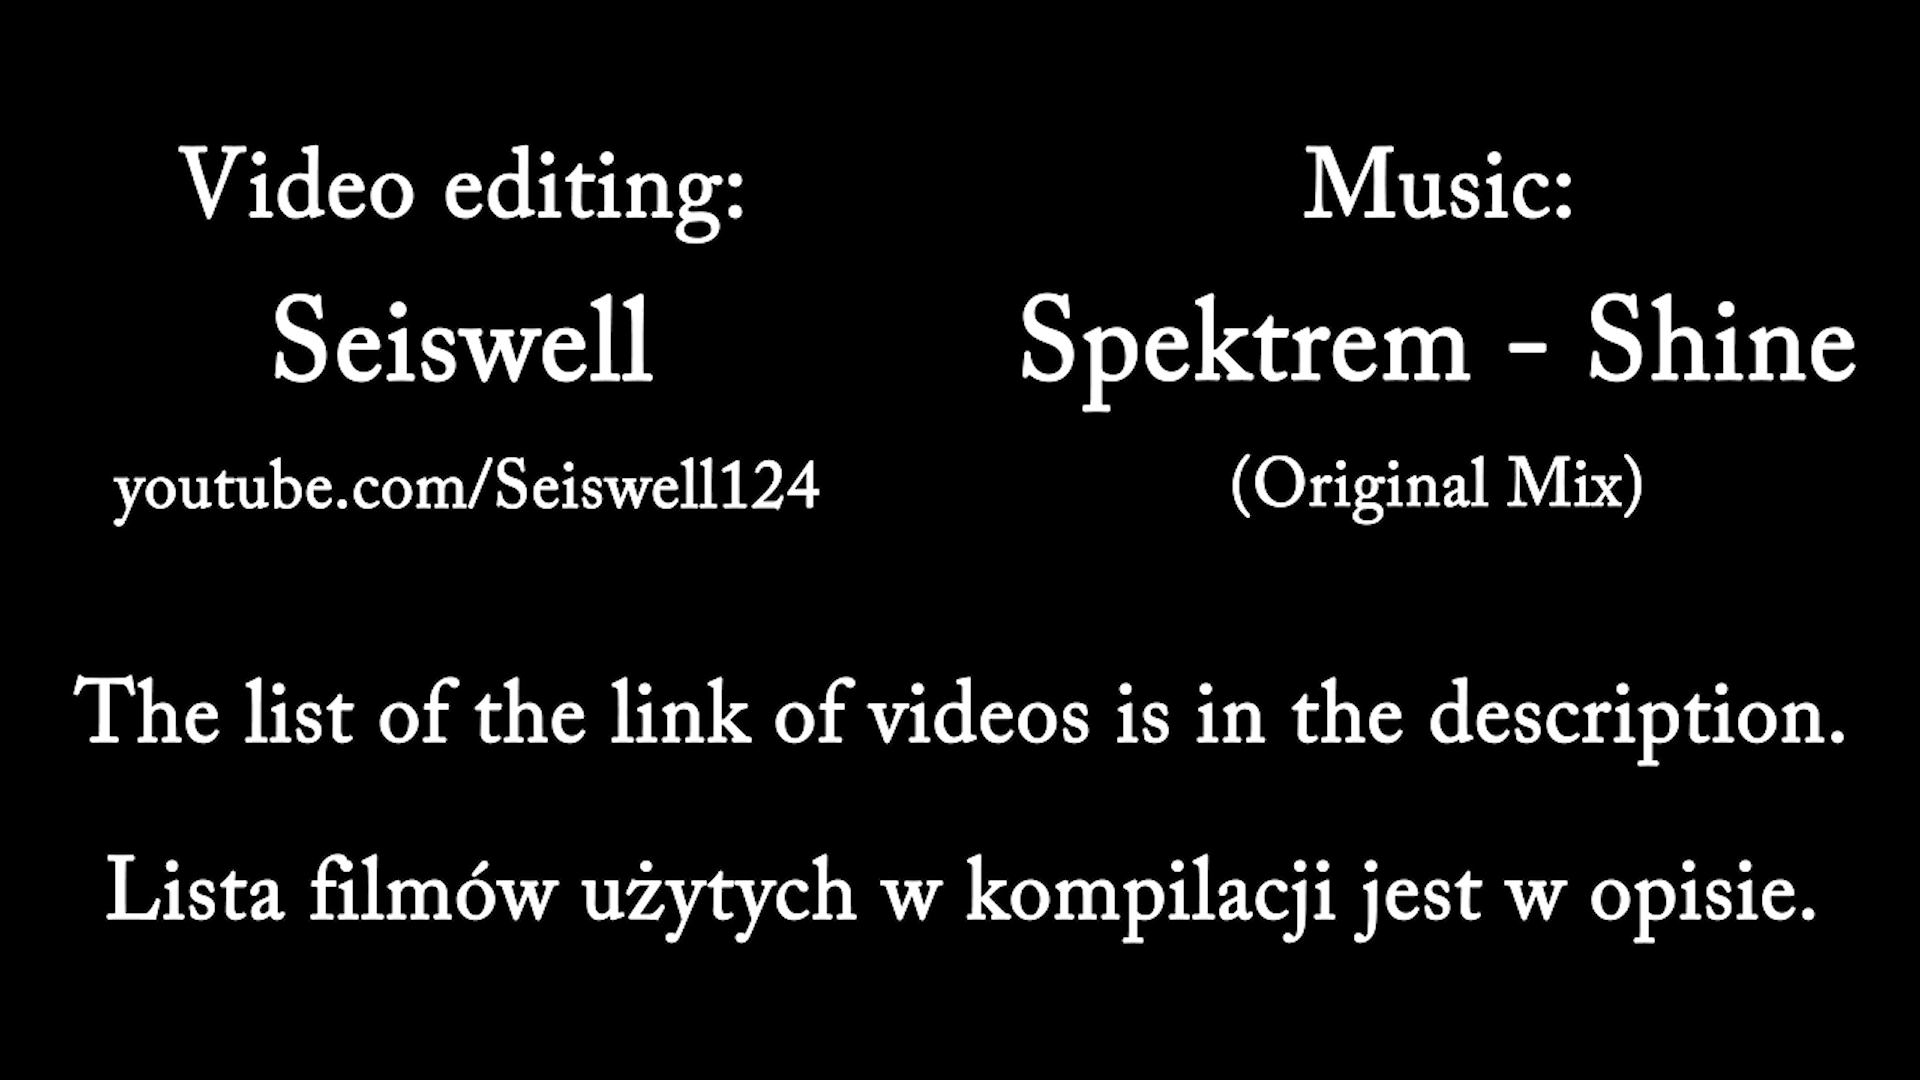 Video editing:
Seiswell
youtube.com/Seiswell124
Music:
Spektrem - Shine
(Original Mix)
The list of the link of videos is in the description.
Lista filmów użytych w kompilacji jest w opisie.